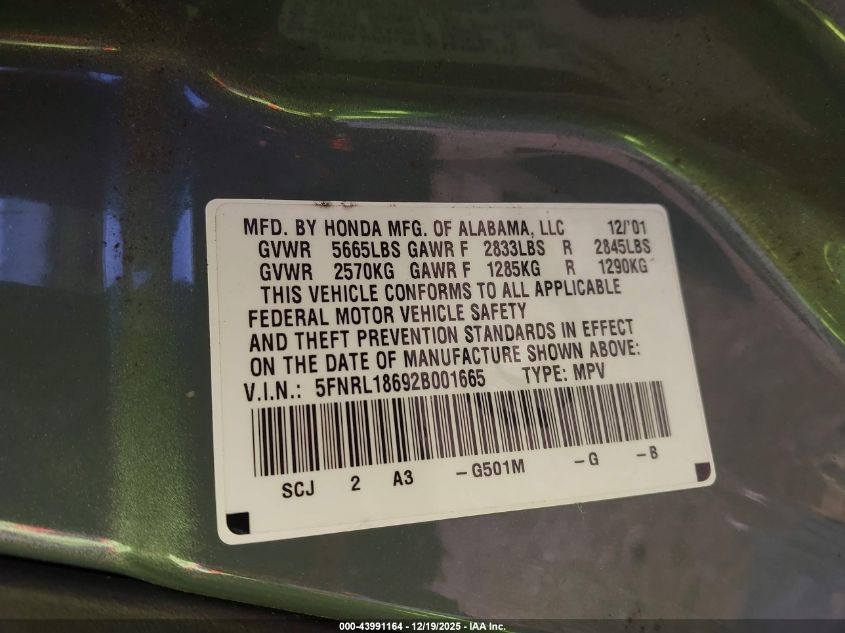 MFD. BY HONDA MFG. OF ALABAMA, LLC 12/'01
GVWR 5665LBS GAWR F 2833LBS R 2845LBS
GVWR 2570KG GAWR F 1285KG R 1290KG
THIS VEHICLE CONFORMS TO ALL APPLICABLE
FEDERAL MOTOR VEHICLE SAFETY
AND THEFT PREVENTION STANDARDS IN EFFECT
ON THE DATE OF MANUFACTURE SHOWN ABOVE:
V.I.N.: 5FNRL18692B001665 TYPE: MPV
SCJ 2 A3 -G501M -G -B
000-43991164 - 12/19/2025 - IAA Inc.